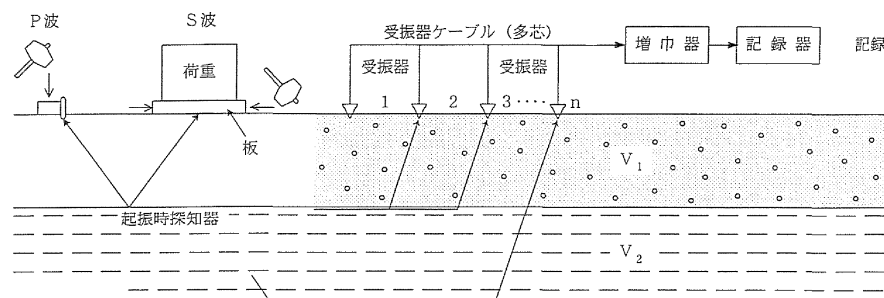 P波
S波
受振器ケーブル（多芯）
増巾器
記録器
記録
荷重
受振器
受振器
1
2
3‥‥
n
板
V1
起振時探知器
V2